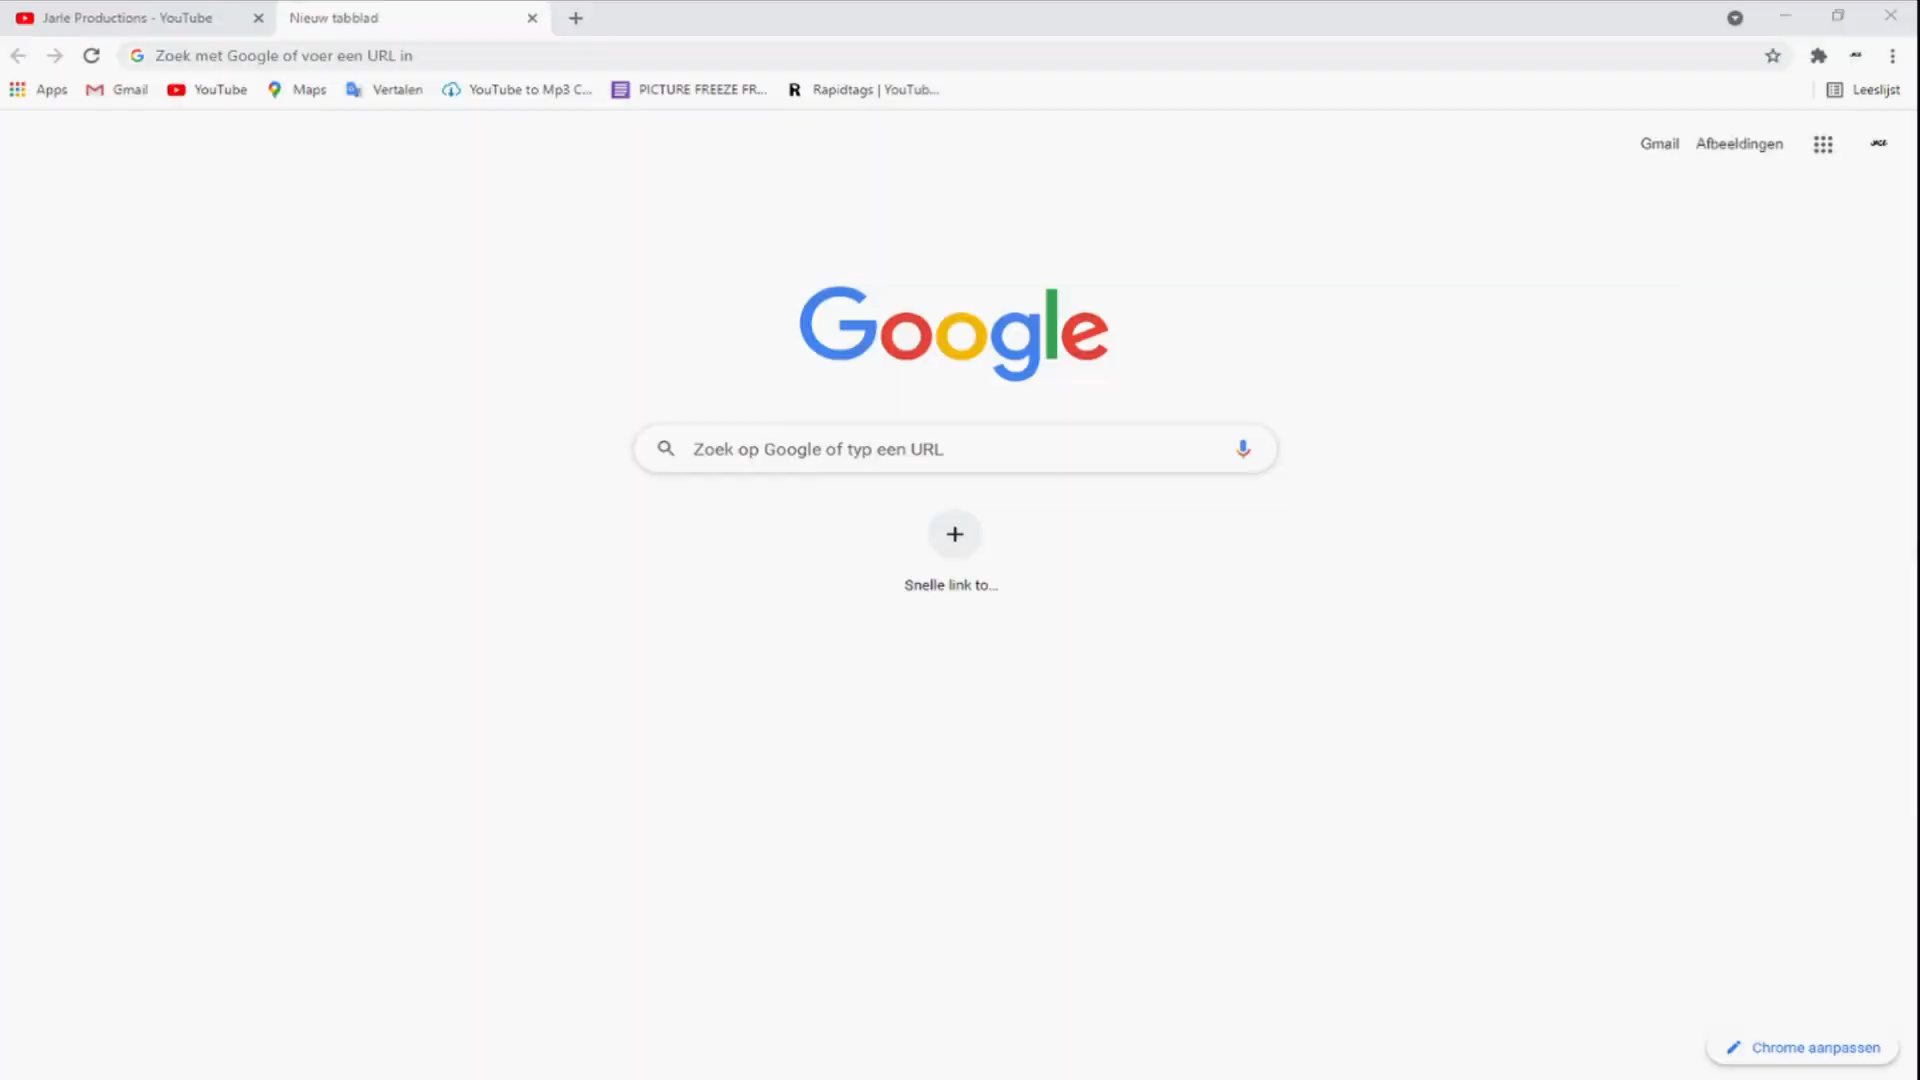 Jarle Productions - YouTube
Nieuw tabblad
Zoek met Google of voer een URL in
Apps
Gmail
YouTube
Maps
Vertalen
YouTube to Mp3 C...
PICTURE FREEZE FR...
R
Rapidtags | YouTub...
Leeslijst
Gmail
Afbeeldingen
Google
Zoek op Google of typ een URL
Snelle link to...
Chrome aanpassen